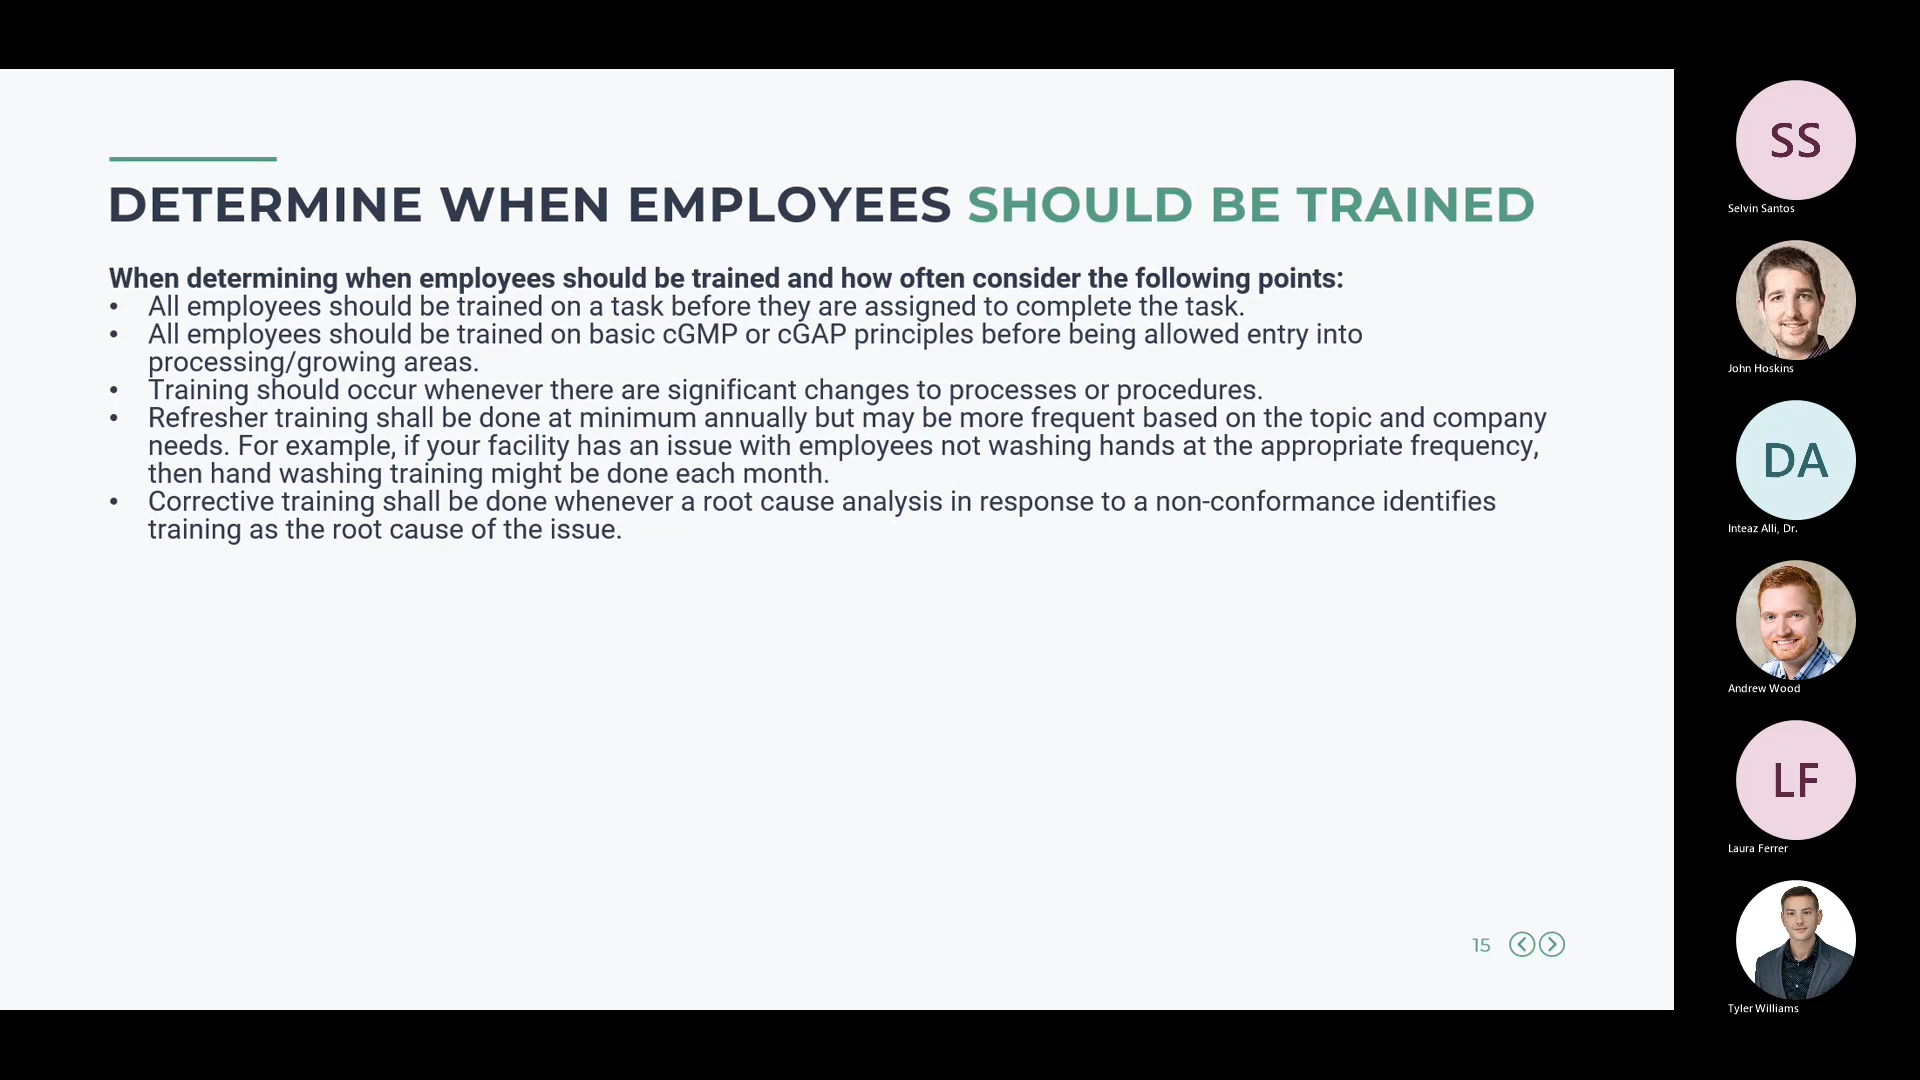 DETERMINE WHEN EMPLOYEES SHOULD BE TRAINED
When determining when employees should be trained and how often consider the following points:
• All employees should be trained on a task before they are assigned to complete the task.
• All employees should be trained on basic cGMP or cGAP principles before being allowed entry into
processing/growing areas.
• Training should occur whenever there are significant changes to processes or procedures.
• Refresher training shall be done at minimum annually but may be more frequent based on the topic and company
needs. For example, if your facility has an issue with employees not washing hands at the appropriate frequency,
then hand washing training might be done each month.
• Corrective training shall be done whenever a root cause analysis in response to a non-conformance identifies
training as the root cause of the issue.
15
SS
Selvin Santos
John Hoskins
DA
Inteaz Alli, Dr.
Andrew Wood
LF
Laura Ferrer
Tyler Williams